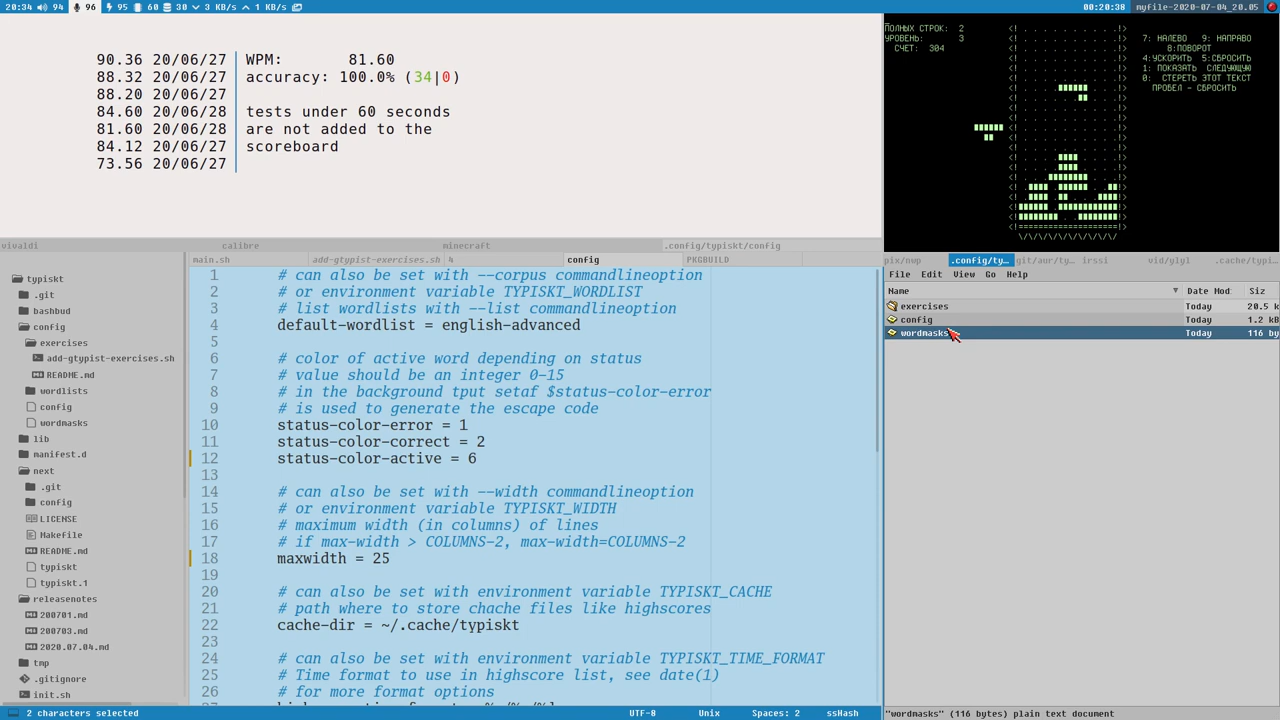 20:34 94 96 95 60 30 3 KB/s 1 KB/s
00:20:38 myfile-2020-07-04_20.05
90.36 20/06/27 WPM: 81.60
88.32 20/06/27 accuracy: 100.0% (34|0)
88.20 20/06/27
84.60 20/06/28 tests under 60 seconds
81.60 20/06/28 are not added to the
84.12 20/06/27 scoreboard
73.56 20/06/27
ПОЛНЫХ СТРОК: 2
УРОВЕНЬ: 3
СЧЕТ: 304
7: НАЛЕВО 9: НАПРАВО
8:ПОВОРОТ
4:УСКОРИТЬ 5:СБРОСИТЬ
1: ПОКАЗАТЬ СЛЕДУЮЩУЮ
0: СТЕРЕТЬ ЭТОТ ТЕКСТ
ПРОБЕЛ - СБРОСИТЬ
vivaldi calibre minecraft .config/typiskt/config
main.sh add-gtypist-exercises.sh 4 config PKGBUILD
typiskt
.git
bashbud
config
exercises
add-gtypist-exercises.sh
README.md
wordlists
config
wordmasks
lib
manifest.d
next
.git
config
LICENSE
Makefile
README.md
typiskt
typiskt.1
releasenotes
200701.md
200703.md
2020.07.04.md
tmp
.gitignore
init.sh
1 # can also be set with --corpus commandlineoption
2 # or environment variable TYPISKT_WORDLIST
3 # list wordlists with --list commandlineoption
4 default-wordlist = english-advanced
5
6 # color of active word depending on status
7 # value should be an integer 0-15
8 # in the background tput setaf $status-color-error
9 # is used to generate the escape code
10 status-color-error = 1
11 status-color-correct = 2
12 status-color-active = 6
13
14 # can also be set with --width commandlineoption
15 # or environment variable TYPISKT_WIDTH
16 # maximum width (in columns) of lines
17 # if max-width > COLUMNS-2, max-width=COLUMNS-2
18 maxwidth = 25
19
20 # can also be set with environment variable TYPISKT_CACHE
21 # path where to store chache files like highscores
22 cache-dir = ~/.cache/typiskt
23
24 # can also be set with environment variable TYPISKT_TIME_FORMAT
25 # Time format to use in highscore list, see date(1)
26 # for more format options
2 characters selected UTF-8 Unix Spaces: 2 ssHash
pix/nwp .config/ty… git/aur/ty… irssi vid/ylyl .cache/typi…
File Edit View Go Help
Name Date Mod Siz
exercises Today 20.5 k
config Today 1.2 kB
wordmasks Today 116 by
"wordmasks" (116 bytes) plain text document